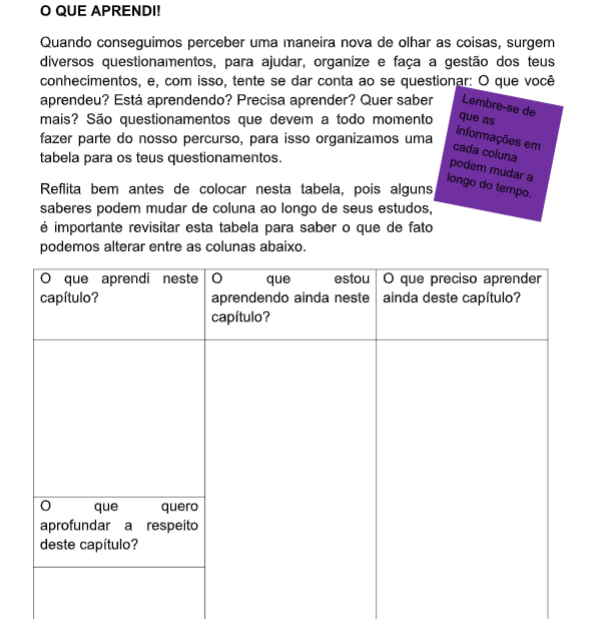 O QUE APRENDI!
Quando conseguimos perceber uma maneira nova de olhar as coisas, surgem
diversos questionamentos, para ajudar, organize e faça a gestão dos teus
conhecimentos, e, com isso, tente se dar conta ao se questionar: O que você
aprendeu? Está aprendendo? Precisa aprender? Quer saber
mais? São questionamentos que devem a todo momento
fazer parte do nosso percurso, para isso organizamos uma
tabela para os teus questionamentos.
Lembre-se de
que as
informações em
cada coluna
podem mudar a
longo do tempo.
Reflita bem antes de colocar nesta tabela, pois alguns
saberes podem mudar de coluna ao longo de seus estudos,
é importante revisitar esta tabela para saber o que de fato
podemos alterar entre as colunas abaixo.
O que aprendi neste
capítulo?
O que estou
aprendendo ainda neste
capítulo?
O que preciso aprender
ainda deste capítulo?
O que quero
aprofundar a respeito
deste capítulo?